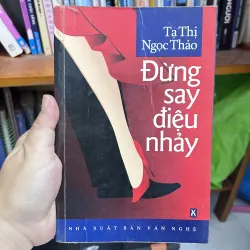 Tạ Thị
Ngọc Thảo
Đừng
say
điệu
nhảy
NHÀ XUẤT BẢN VĂN NGHỆ